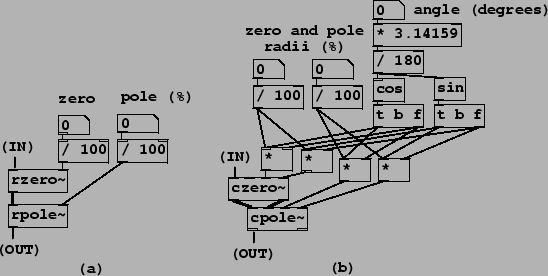 0
angle (degrees)
* 3.14159
zero and pole
radii (%)
/ 180
0
0
cos
sin
/ 100
/ 100
zero
pole (%)
t b f
t b f
0
0
(IN)
/ 100
/ 100
(IN)
*
*
*
*
rzero~
czero~
rpole~
cpole~
(OUT)
(OUT)
(a)
(b)